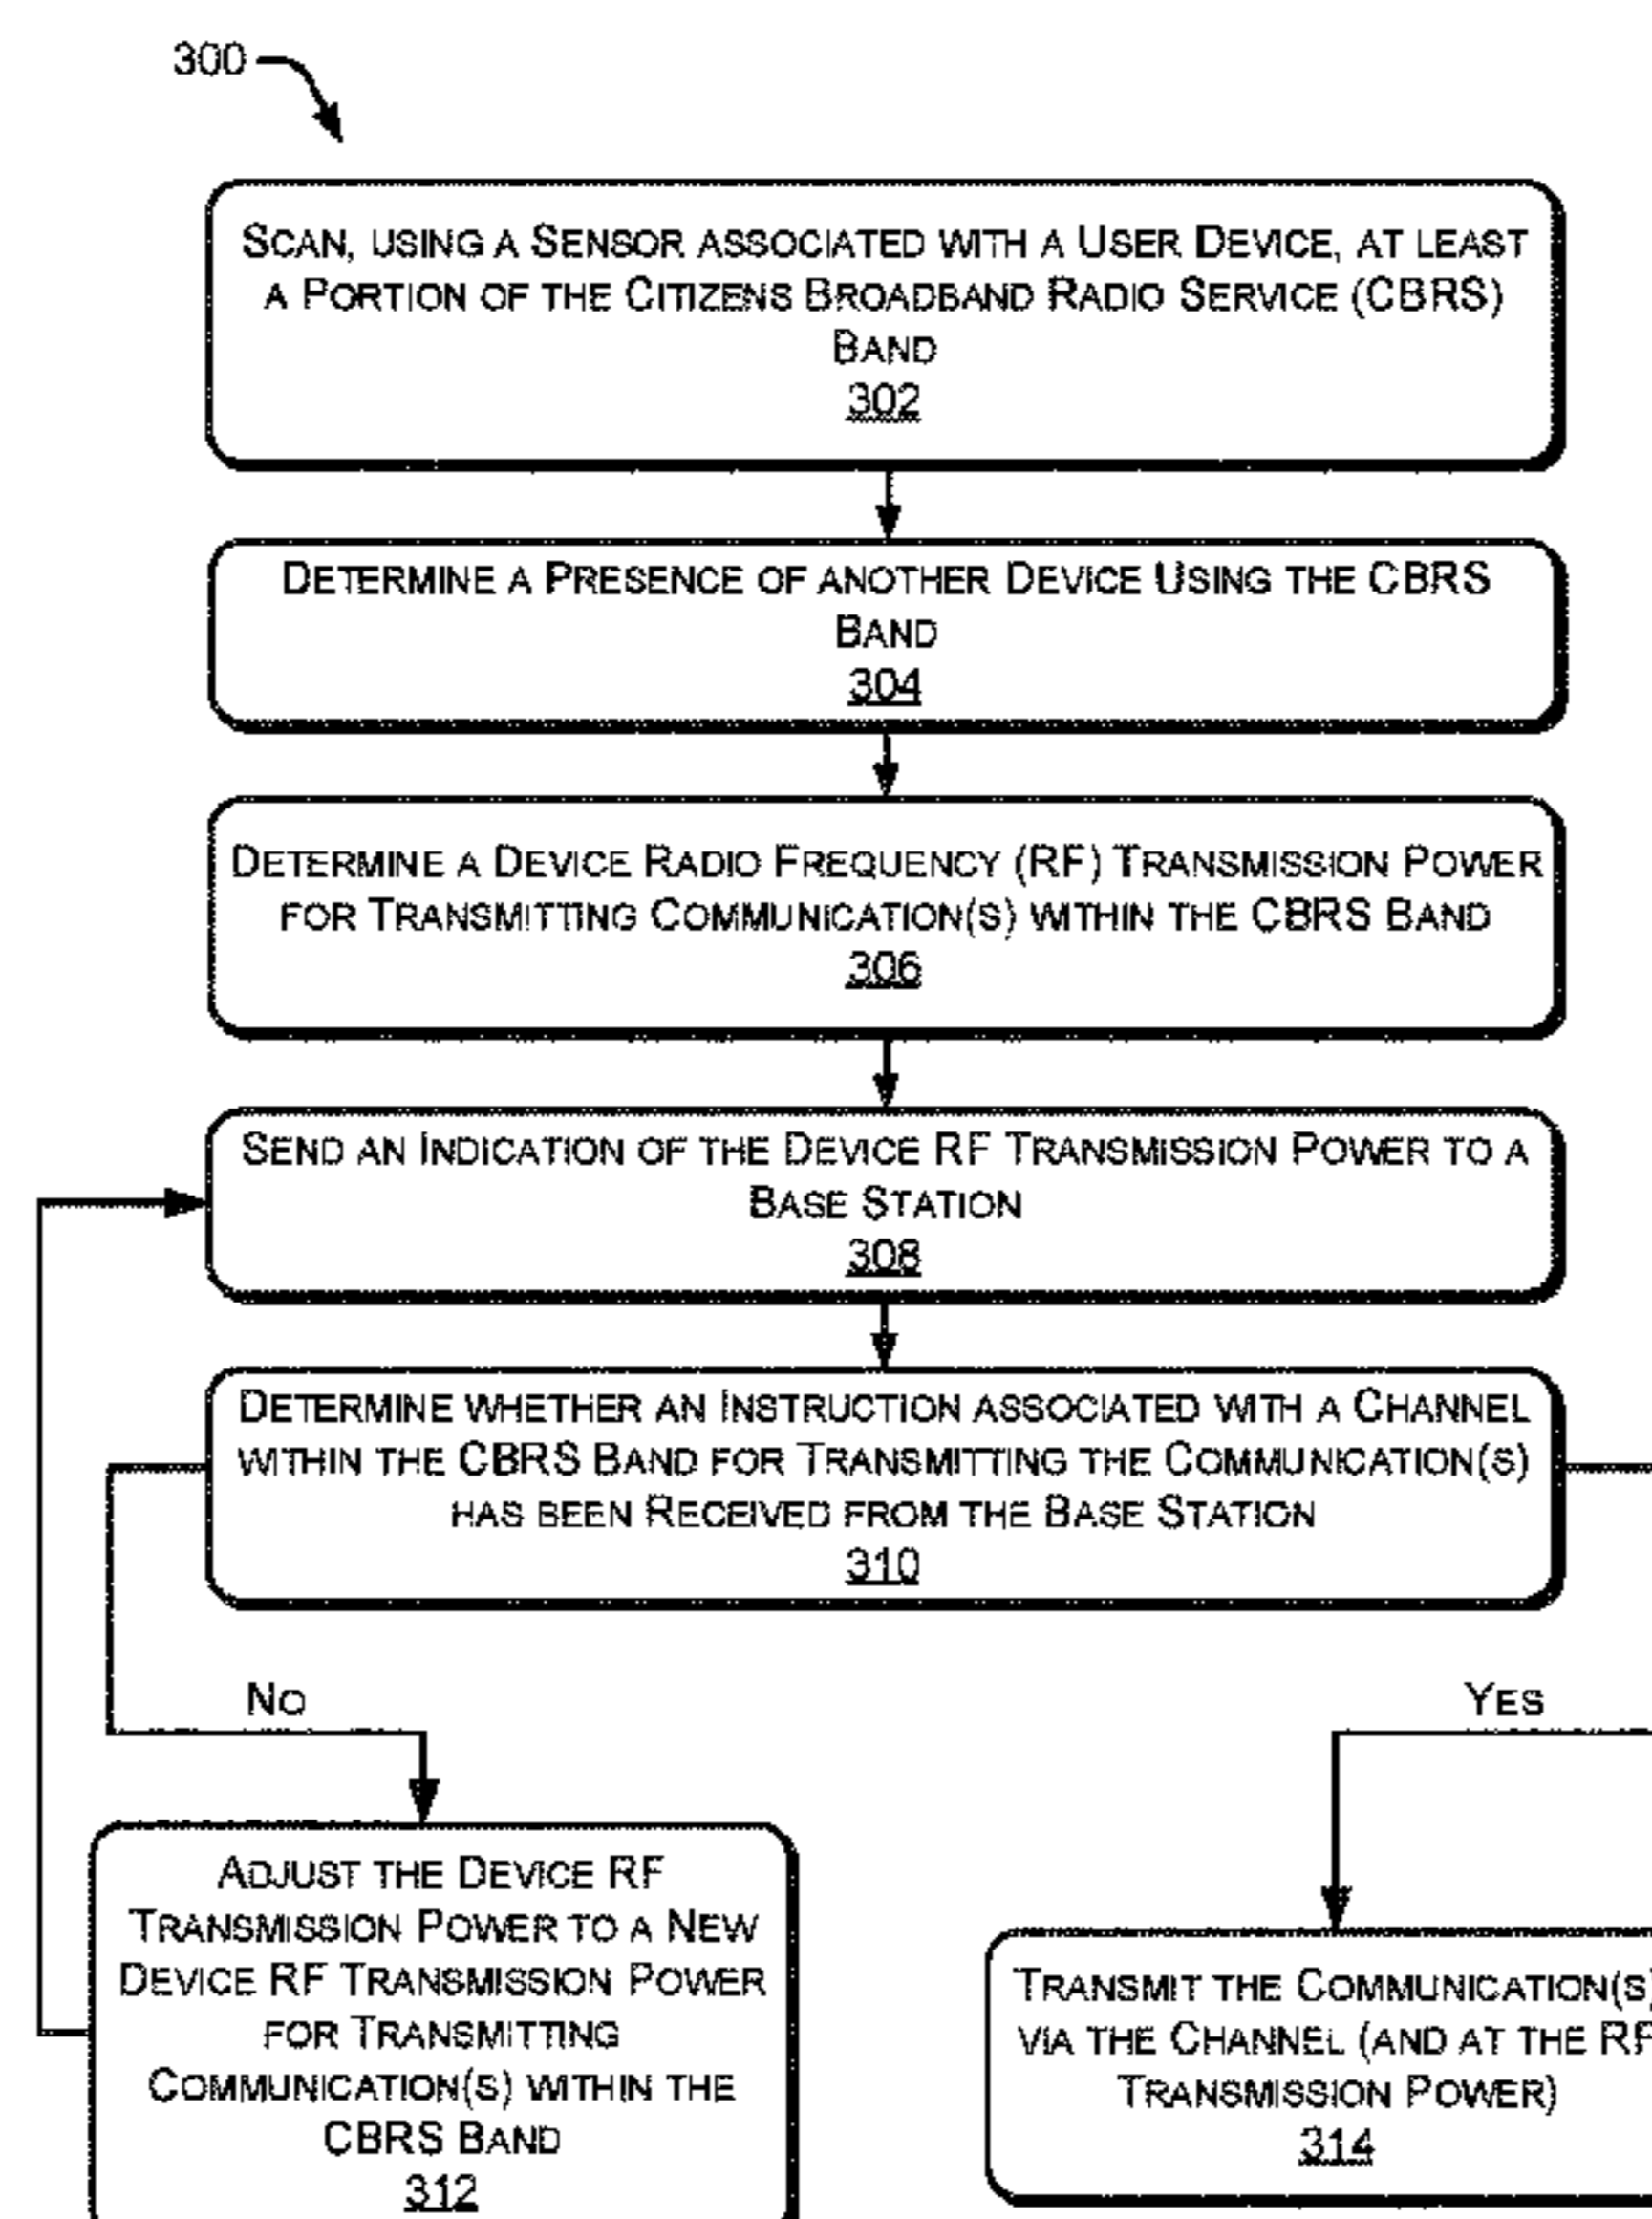 300
SCAN, USING A SENSOR ASSOCIATED WITH A USER DEVICE, AT LEAST
A PORTION OF THE CITIZENS BROADBAND RADIO SERVICE (CBRS)
BAND
302
DETERMINE A PRESENCE OF ANOTHER DEVICE USING THE CBRS
BAND
304
DETERMINE A DEVICE RADIO FREQUENCY (RF) TRANSMISSION POWER
FOR TRANSMITTING COMMUNICATION(S) WITHIN THE CBRS BAND
306
SEND AN INDICATION OF THE DEVICE RF TRANSMISSION POWER TO A
BASE STATION
308
DETERMINE WHETHER AN INSTRUCTION ASSOCIATED WITH A CHANNEL
WITHIN THE CBRS BAND FOR TRANSMITTING THE COMMUNICATION(S)
HAS BEEN RECEIVED FROM THE BASE STATION
310
NO
YES
ADJUST THE DEVICE RF
TRANSMISSION POWER TO A NEW
DEVICE RF TRANSMISSION POWER
FOR TRANSMITTING
COMMUNICATION(S) WITHIN THE
CBRS BAND
312
TRANSMIT THE COMMUNICATION(S)
VIA THE CHANNEL (AND AT THE RF
TRANSMISSION POWER)
314